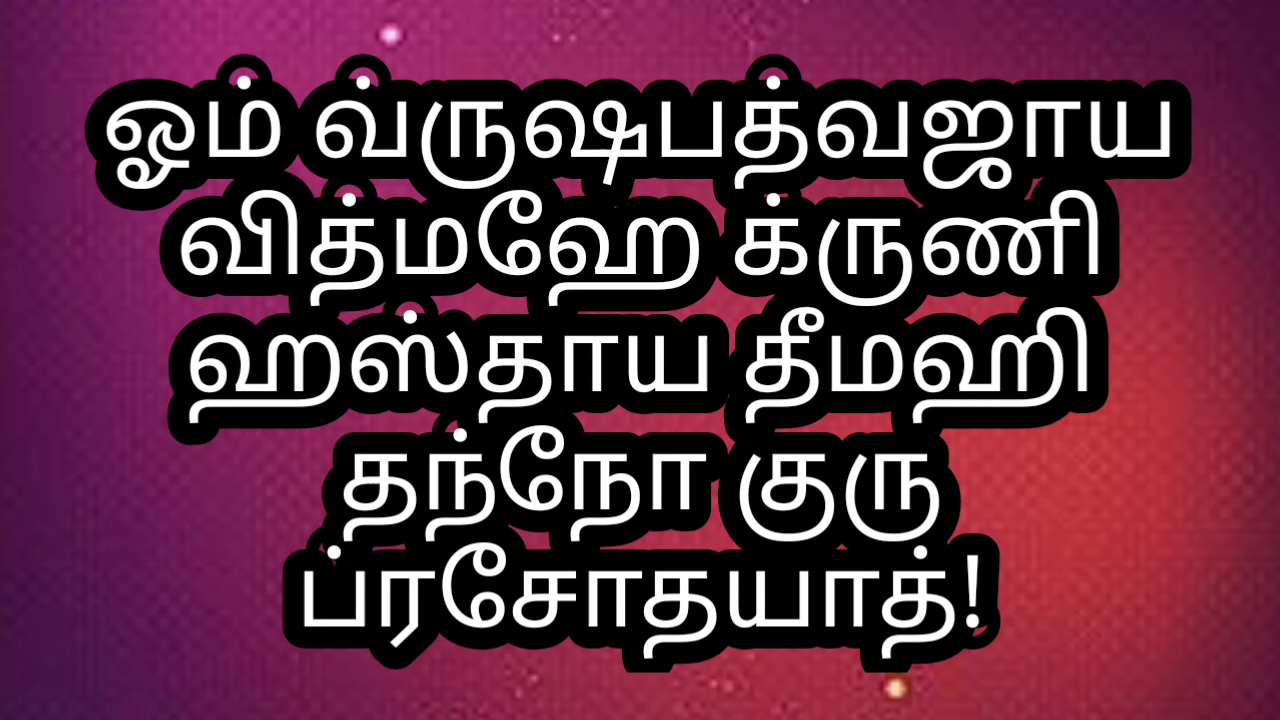 ஓம் வ்ருஷபத்வஜாய
வித்மஹே க்ருணி
ஹஸ்தாய தீமஹி
தந்நோ குரு
ப்ரசோதயாத்!